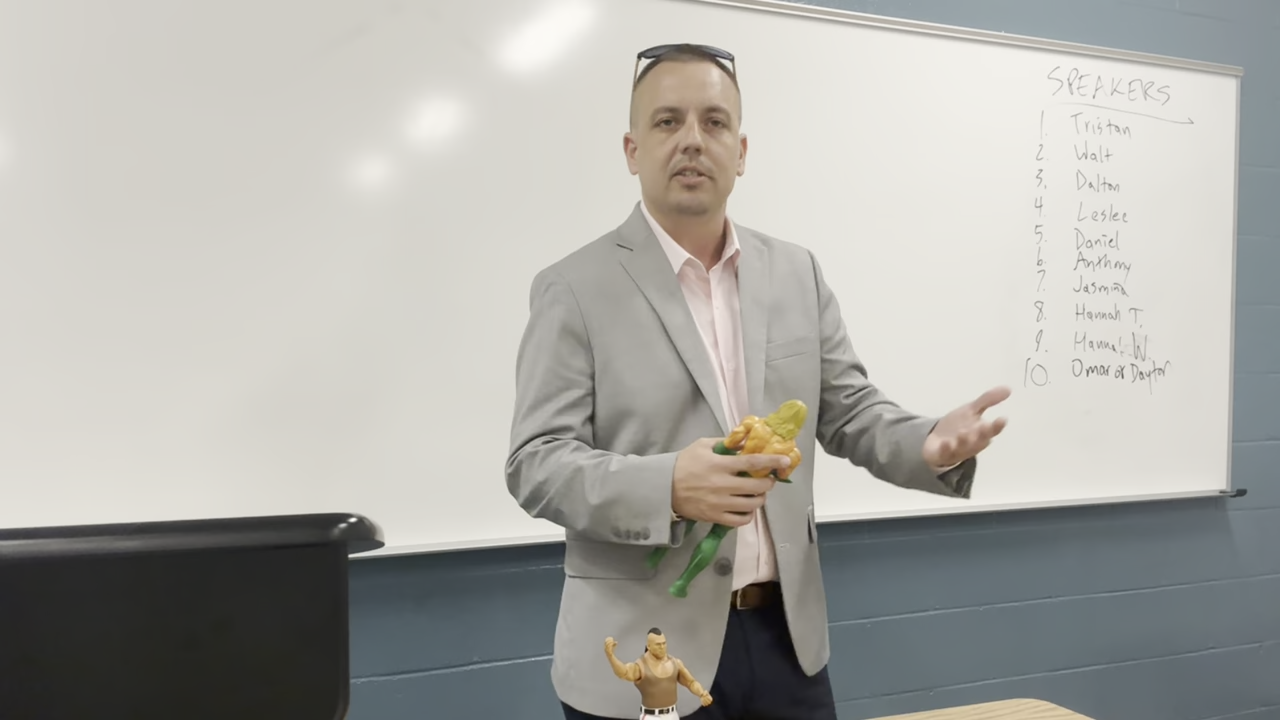 SPEAKERS
1. Tristan
2. Walt
3. Dalton
4. Leslee
5. Daniel
6. Anthony
7. Jasmina
8. Hannah T.
9. Hannah W.
10. Omar or Dayton